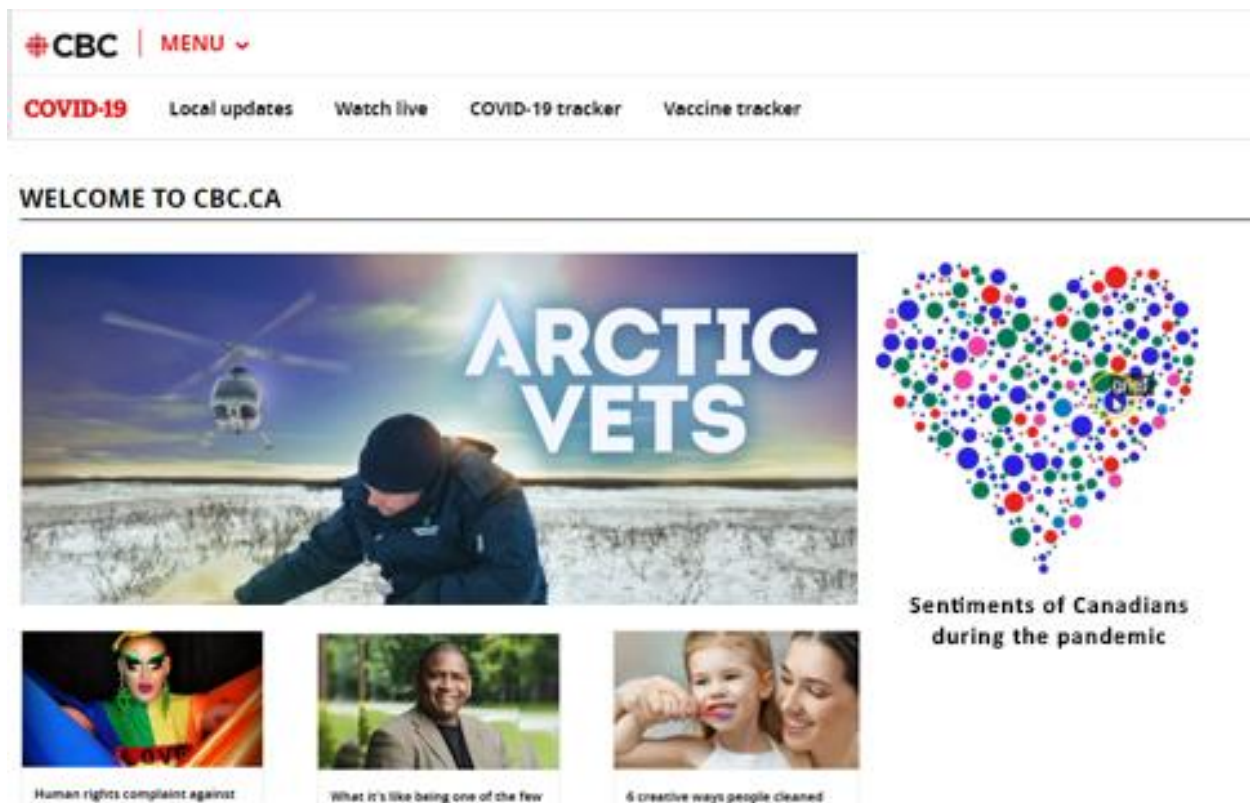 CBC MENU
COVID-19 Local updates Watch live COVID-19 tracker Vaccine tracker
WELCOME TO CBC.CA
ARCTIC
VETS
grief
Sentiments of Canadians
during the pandemic
LOVE
Human rights complaint against
What it's like being one of the few
6 creative ways people cleaned